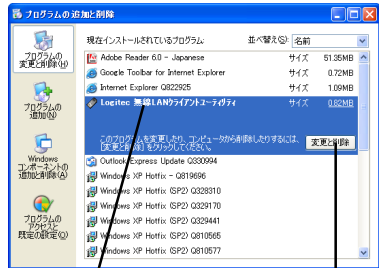 プログラムの追加と削除
現在インストールされているプログラム:
並べ替え(S): 名前
プログラムの
変更と削除(H)
プログラムの
追加(N)
Windows
コンポーネントの
追加と削除(A)
プログラムの
アクセスと
既定の設定(O)
Adobe Reader 6.0 - Japanese サイズ 51.35MB
Google Toolbar for Internet Explorer サイズ 0.72MB
Internet Explorer Q822925 サイズ 1.09MB
Logitec 無線LANクライアントユーティリティ サイズ 0.82MB
このプログラムを変更したり、コンピュータから削除したりするには、
[変更と削除] をクリックしてください。
変更と削除
Outlook Express Update Q330994
Windows XP Hotfix - Q819696
Windows XP Hotfix (SP2) Q328310
Windows XP Hotfix (SP2) Q329170
Windows XP Hotfix (SP2) Q329441
Windows XP Hotfix (SP2) Q810565
Windows XP Hotfix (SP2) Q810577